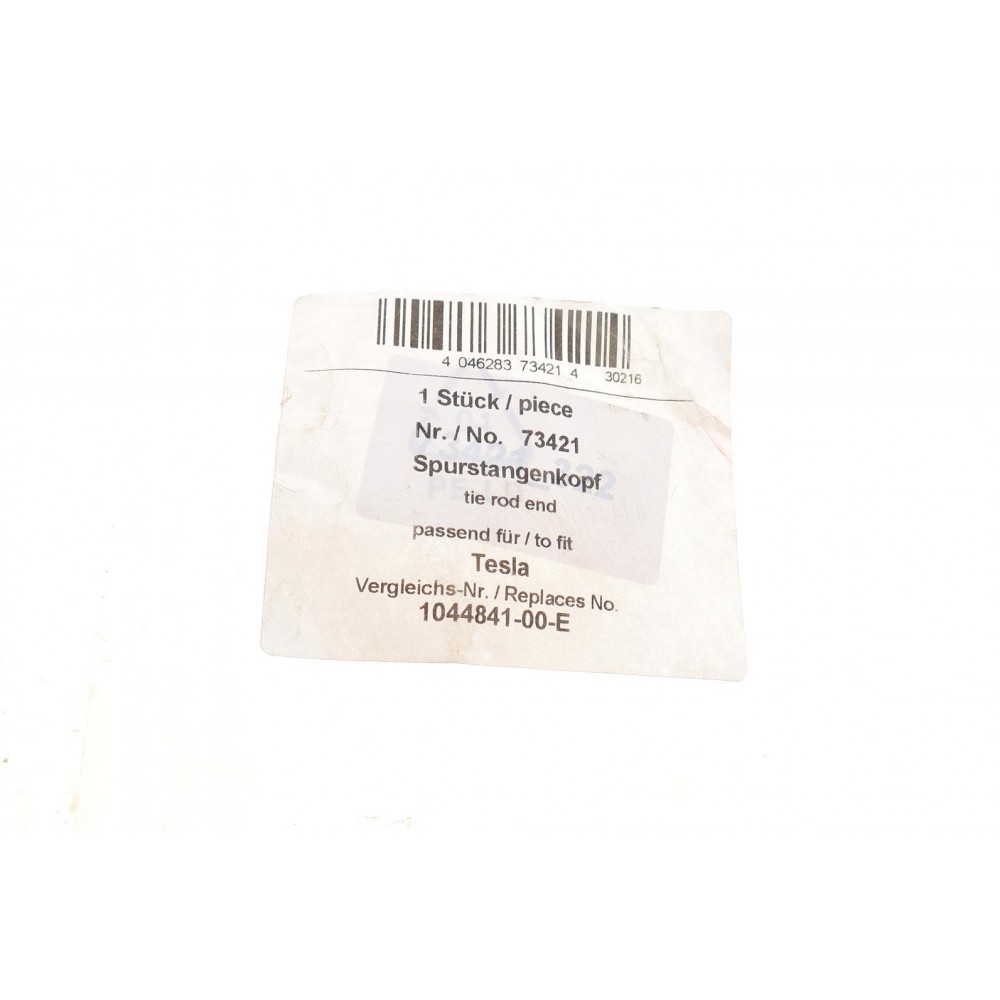 4 046283 73421 4 30216
1 Stück / piece
Nr. / No. 73421
Spurstangenkopf
tie rod end
passend für / to fit
Tesla
Vergleichs-Nr. / Replaces No.
1044841-00-E